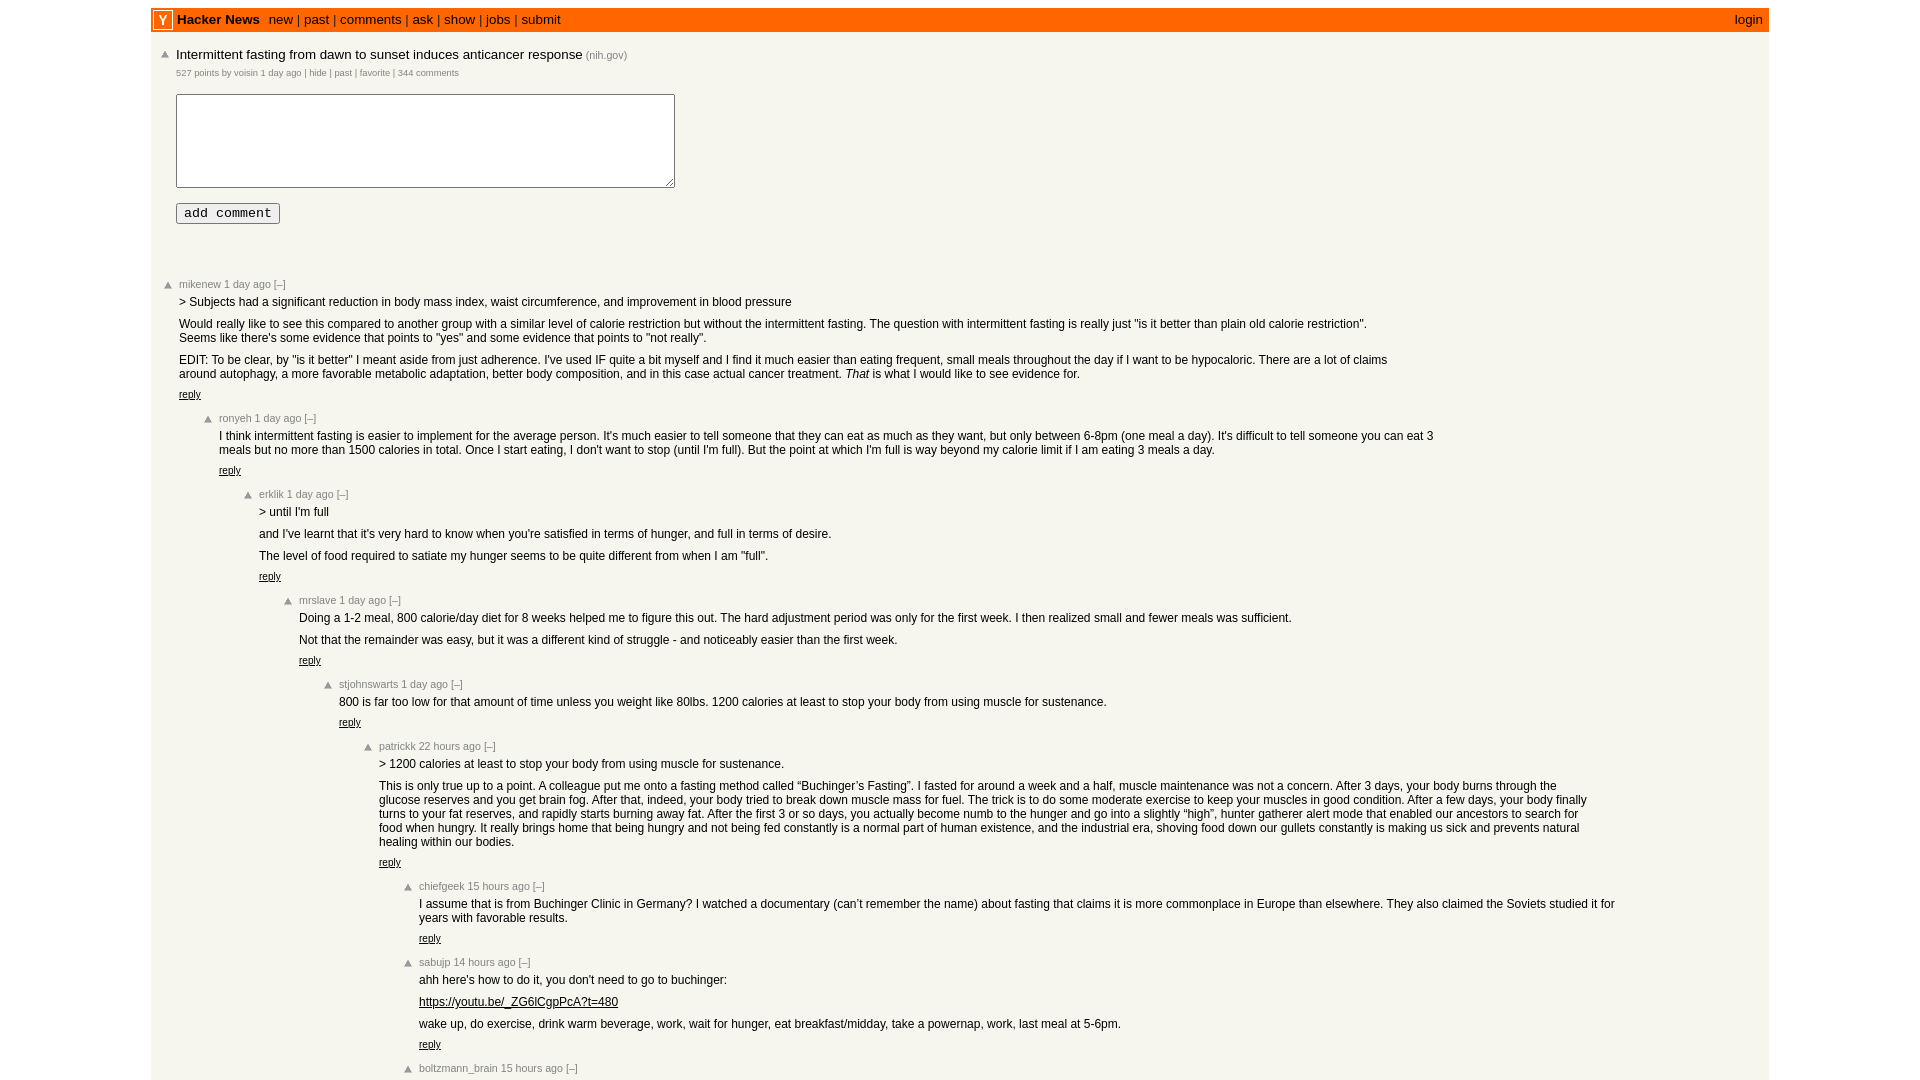 Y Hacker News new | past | comments | ask | show | jobs | submit login
Intermittent fasting from dawn to sunset induces anticancer response (nih.gov)
527 points by voisin 1 day ago | hide | past | favorite | 344 comments
add comment
mikenew 1 day ago [–]
> Subjects had a significant reduction in body mass index, waist circumference, and improvement in blood pressure
Would really like to see this compared to another group with a similar level of calorie restriction but without the intermittent fasting. The question with intermittent fasting is really just "is it better than plain old calorie restriction".
Seems like there's some evidence that points to "yes" and some evidence that points to "not really".
EDIT: To be clear, by "is it better" I meant aside from just adherence. I've used IF quite a bit myself and I find it much easier than eating frequent, small meals throughout the day if I want to be hypocaloric. There are a lot of claims
around autophagy, a more favorable metabolic adaptation, better body composition, and in this case actual cancer treatment. That is what I would like to see evidence for.
reply
ronyeh 1 day ago [–]
I think intermittent fasting is easier to implement for the average person. It's much easier to tell someone that they can eat as much as they want, but only between 6-8pm (one meal a day). It's difficult to tell someone you can eat 3
meals but no more than 1500 calories in total. Once I start eating, I don't want to stop (until I'm full). But the point at which I'm full is way beyond my calorie limit if I am eating 3 meals a day.
reply
erklik 1 day ago [–]
> until I'm full
and I've learnt that it's very hard to know when you're satisfied in terms of hunger, and full in terms of desire.
The level of food required to satiate my hunger seems to be quite different from when I am "full".
reply
mrslave 1 day ago [–]
Doing a 1-2 meal, 800 calorie/day diet for 8 weeks helped me to figure this out. The hard adjustment period was only for the first week. I then realized small and fewer meals was sufficient.
Not that the remainder was easy, but it was a different kind of struggle - and noticeably easier than the first week.
reply
stjohnswarts 1 day ago [–]
800 is far too low for that amount of time unless you weight like 80lbs. 1200 calories at least to stop your body from using muscle for sustenance.
reply
patrickk 22 hours ago [–]
> 1200 calories at least to stop your body from using muscle for sustenance.
This is only true up to a point. A colleague put me onto a fasting method called “Buchinger’s Fasting”. I fasted for around a week and a half, muscle maintenance was not a concern. After 3 days, your body burns through the
glucose reserves and you get brain fog. After that, indeed, your body tried to break down muscle mass for fuel. The trick is to do some moderate exercise to keep your muscles in good condition. After a few days, your body finally
turns to your fat reserves, and rapidly starts burning away fat. After the first 3 or so days, you actually become numb to the hunger and go into a slightly “high”, hunter gatherer alert mode that enabled our ancestors to search for
food when hungry. It really brings home that being hungry and not being fed constantly is a normal part of human existence, and the industrial era, shoving food down our gullets constantly is making us sick and prevents natural
healing within our bodies.
reply
chiefgeek 15 hours ago [–]
I assume that is from Buchinger Clinic in Germany? I watched a documentary (can’t remember the name) about fasting that claims it is more commonplace in Europe than elsewhere. They also claimed the Soviets studied it for
years with favorable results.
reply
sabujp 14 hours ago [–]
ahh here's how to do it, you don't need to go to buchinger:
https://youtu.be/_ZG6lCgpPcA?t=480
wake up, do exercise, drink warm beverage, work, wait for hunger, eat breakfast/midday, take a powernap, work, last meal at 5-6pm.
reply
boltzmann_brain 15 hours ago [–]